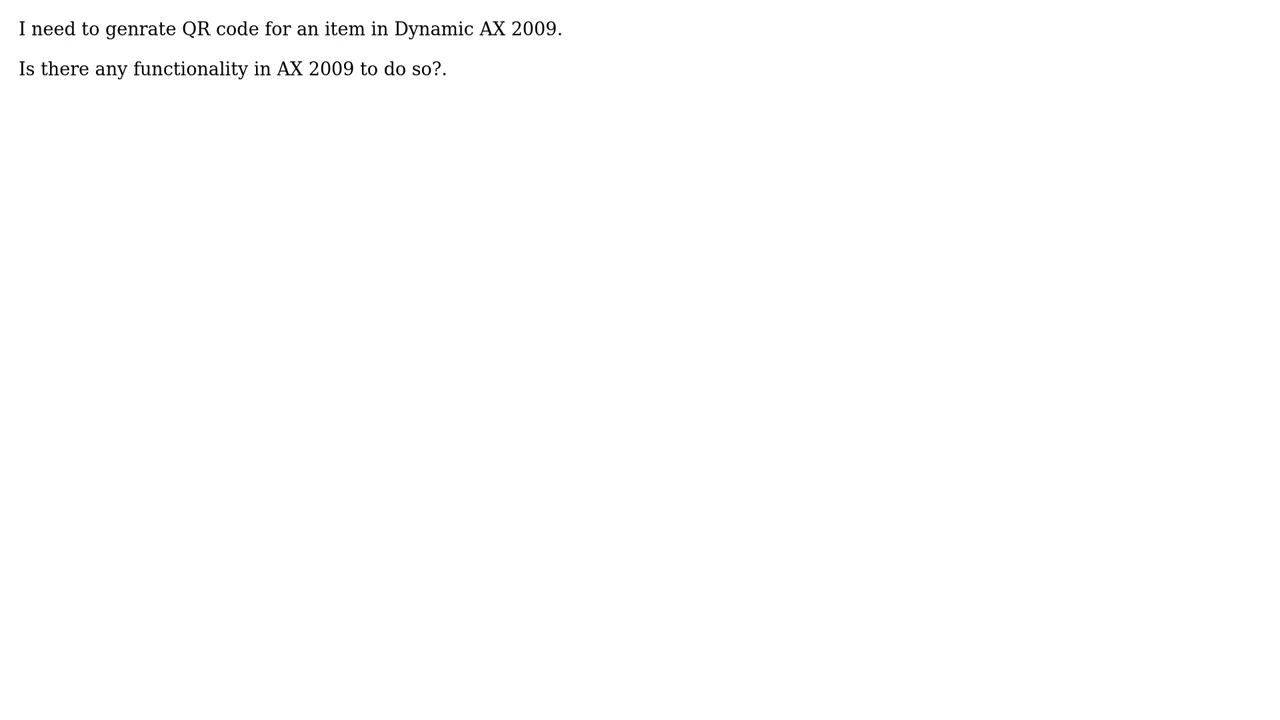 I need to genrate QR code for an item in Dynamic AX 2009.
Is there any functionality in AX 2009 to do so?.